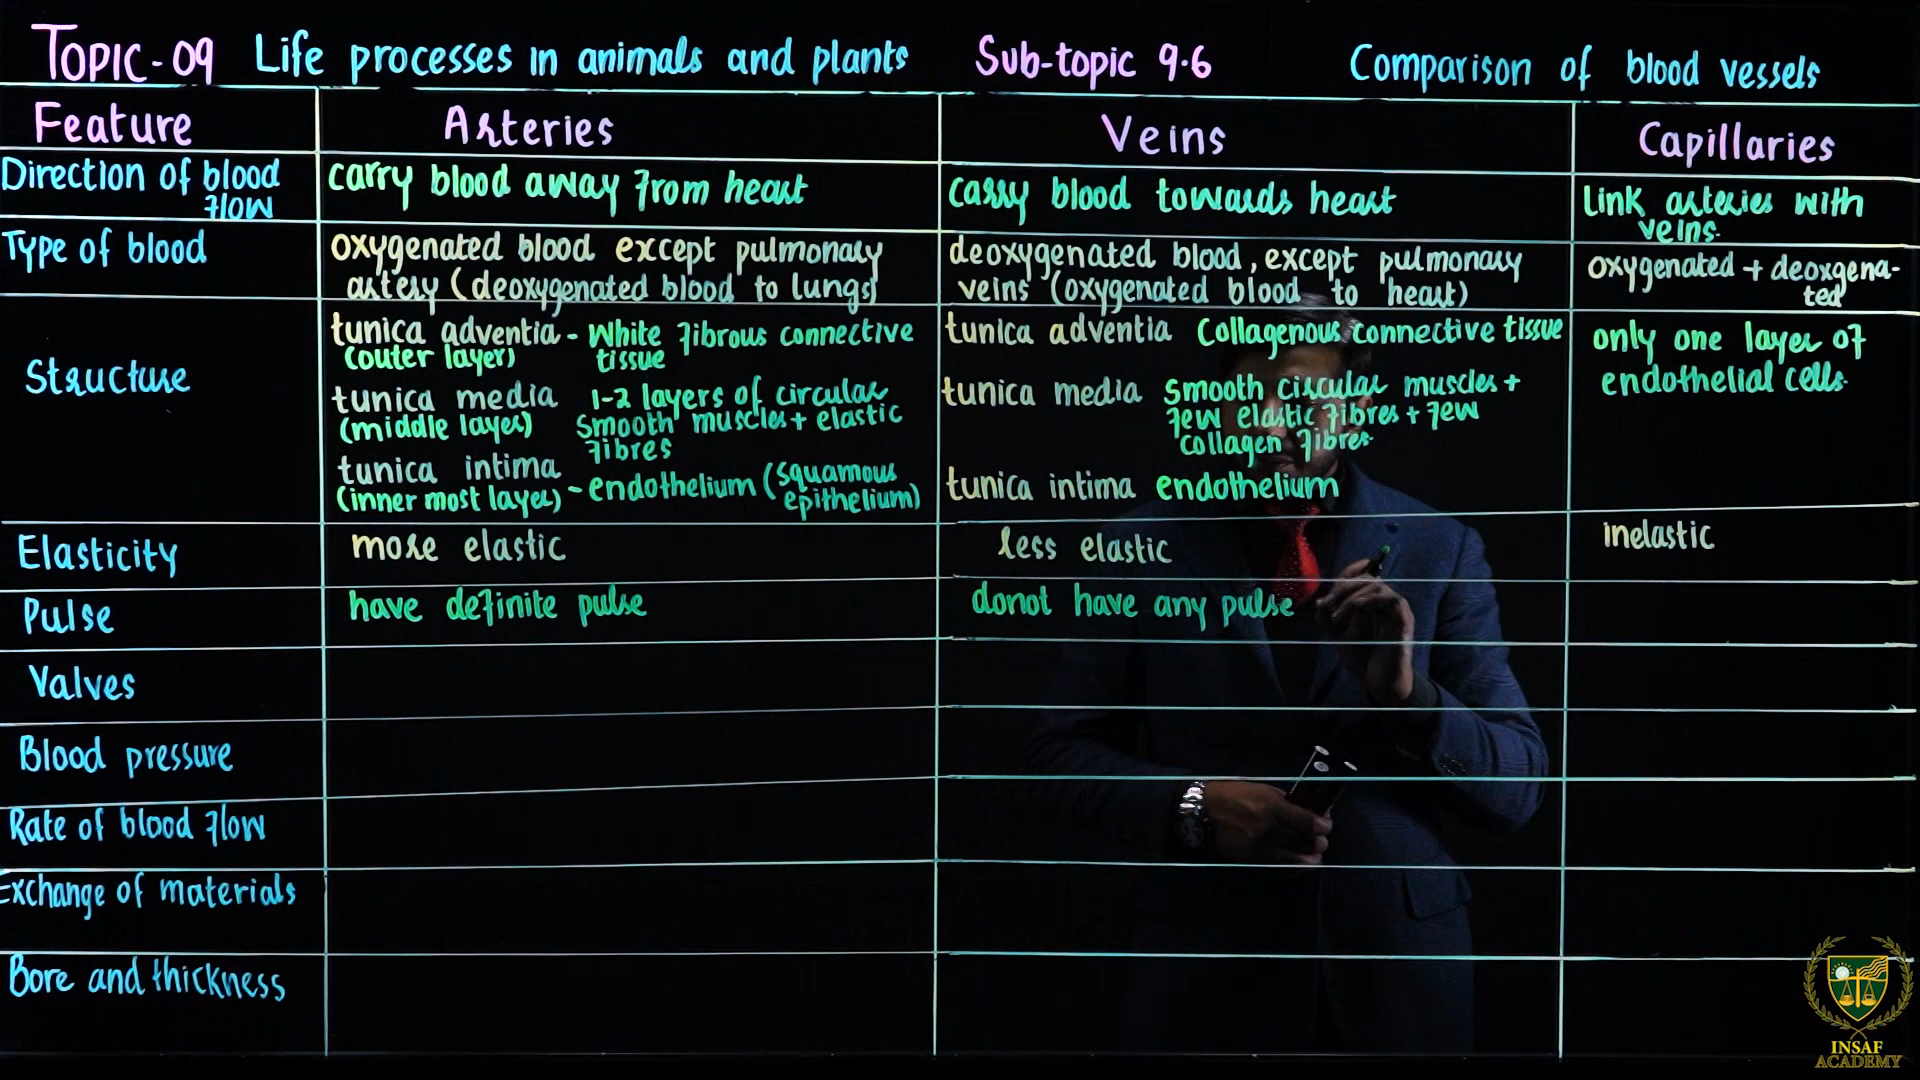 TOPIC-09 Life processes in animals and plants Sub-topic 9.6 Comparison of blood vessels
Feature Arteries Veins Capillaries
Direction of blood flow
carry blood away from heart
carry blood towards heart
Link arteries with
veins.
Type of blood
oxygenated blood except pulmonary
artery (deoxygenated blood to lungs)
deoxygenated blood, except pulmonary
veins (oxygenated blood to heart)
oxygenated + deoxgena-
ted
Structure
tunica adventia - White fibrous connective
(outer layer) tissue
tunica media 1-2 layers of circular
(middle layer) Smooth muscles + elastic
fibres
tunica intima
(inner most layer) - endothelium (squamous
epithelium)
tunica adventia Collagenous connective tissue
tunica media Smooth circular muscles +
few elastic fibres + few
collagen fibres.
tunica intima endothelium
only one layer of
endothelial cells.
Elasticity more elastic less elastic inelastic
Pulse have definite pulse donot have any pulse
Valves
Blood pressure
Rate of blood flow
Exchange of materials
Bore and thickness
INSAF
ACADEMY